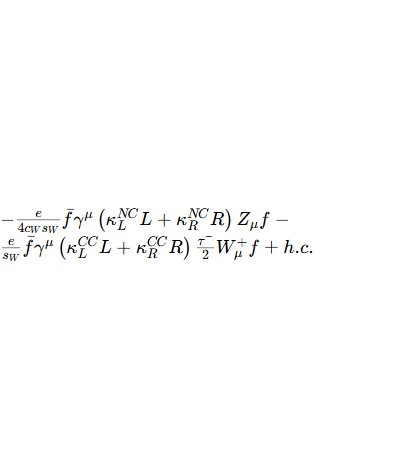 $-\frac{e}{4c_W s_W}\bar{f}\gamma^\mu\left(\kappa_L^{NC}L+\kappa_R^{NC}R\right)Z_\mu f-$
$\frac{e}{s_W}\bar{f}\gamma^\mu\left(\kappa_L^{CC}L+\kappa_R^{CC}R\right)\frac{\tau^-}{2}W_\mu^+ f+h.c.$